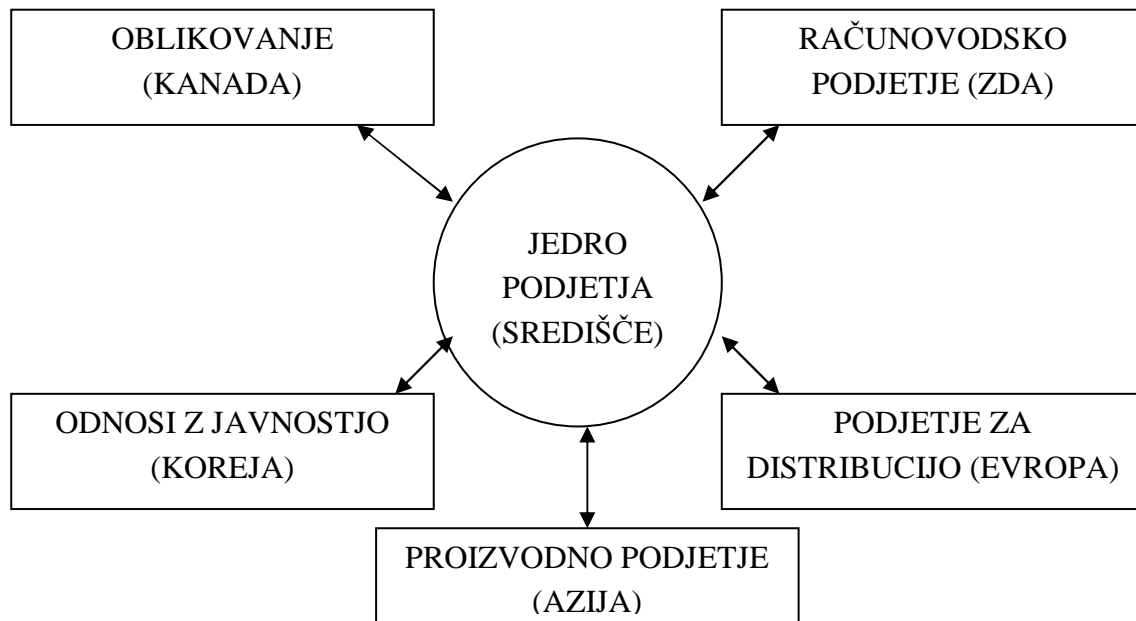 OBLIKOVANJE
(KANADA)
RAČUNOVODSKO
PODJETJE (ZDA)
JEDRO
PODJETJA
(SREDIŠČE)
ODNOSI Z JAVNOSTJO
(KOREJA)
PODJETJE ZA
DISTRIBUCIJO (EVROPA)
PROIZVODNO PODJETJE
(AZIJA)